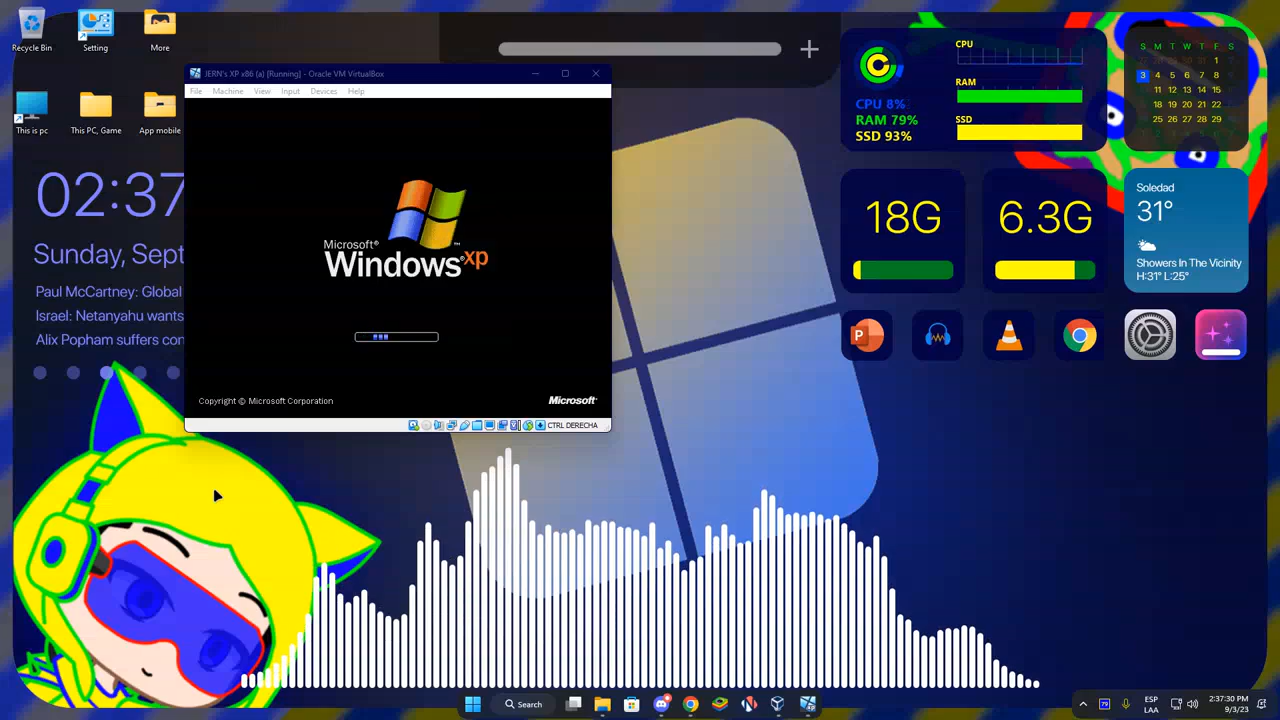 Recycle Bin
Setting
More
This is pc
This PC, Game
App mobile
02:37
Sunday, Sept
Paul McCartney: Global
Israel: Netanyahu wants
Alix Popham suffers con
JERN's XP x86 (a) [Running] - Oracle VM VirtualBox
File Machine View Input Devices Help
Microsoft®
Windows®xp
™
Copyright © Microsoft Corporation
Microsoft®
CTRL DERECHA
CPU
RAM
SSD
CPU 8%
RAM 79%
SSD 93%
S M T W T F S
1
3 4 5 6 7 8
11 12 13 14 15
18 19 20 21 22
25 26 27 28 29
18G
6.3G
Soledad
31°
Showers In The Vicinity
H:31° L:25°
P
Search
79
ESP
LAA
2:37:30 PM
9/3/23